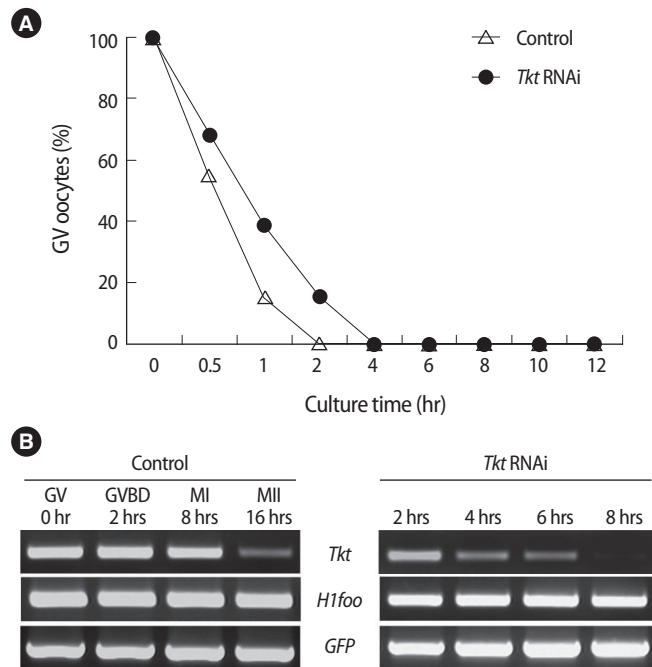 A
Control
Tkt RNAi
GV oocytes (%)
100
80
60
40
20
0
0 0.5 1 2 4 6 8 10 12
Culture time (hr)
B
Control
Tkt RNAi
GV GVBD MI MII
0 hr 2 hrs 8 hrs 16 hrs
2 hrs 4 hrs 6 hrs 8 hrs
Tkt
H1foo
GFP